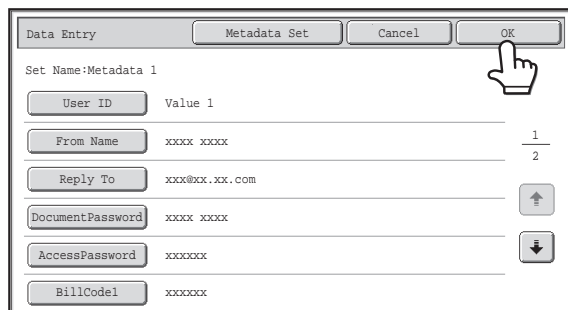 Data Entry Metadata Set Cancel OK
Set Name:Metadata 1
User ID Value 1
From Name xxxx xxxx
1
2
Reply To xxx@xx.xx.com
DocumentPassword xxxx xxxx
AccessPassword xxxxxx
BillCode1 xxxxxx